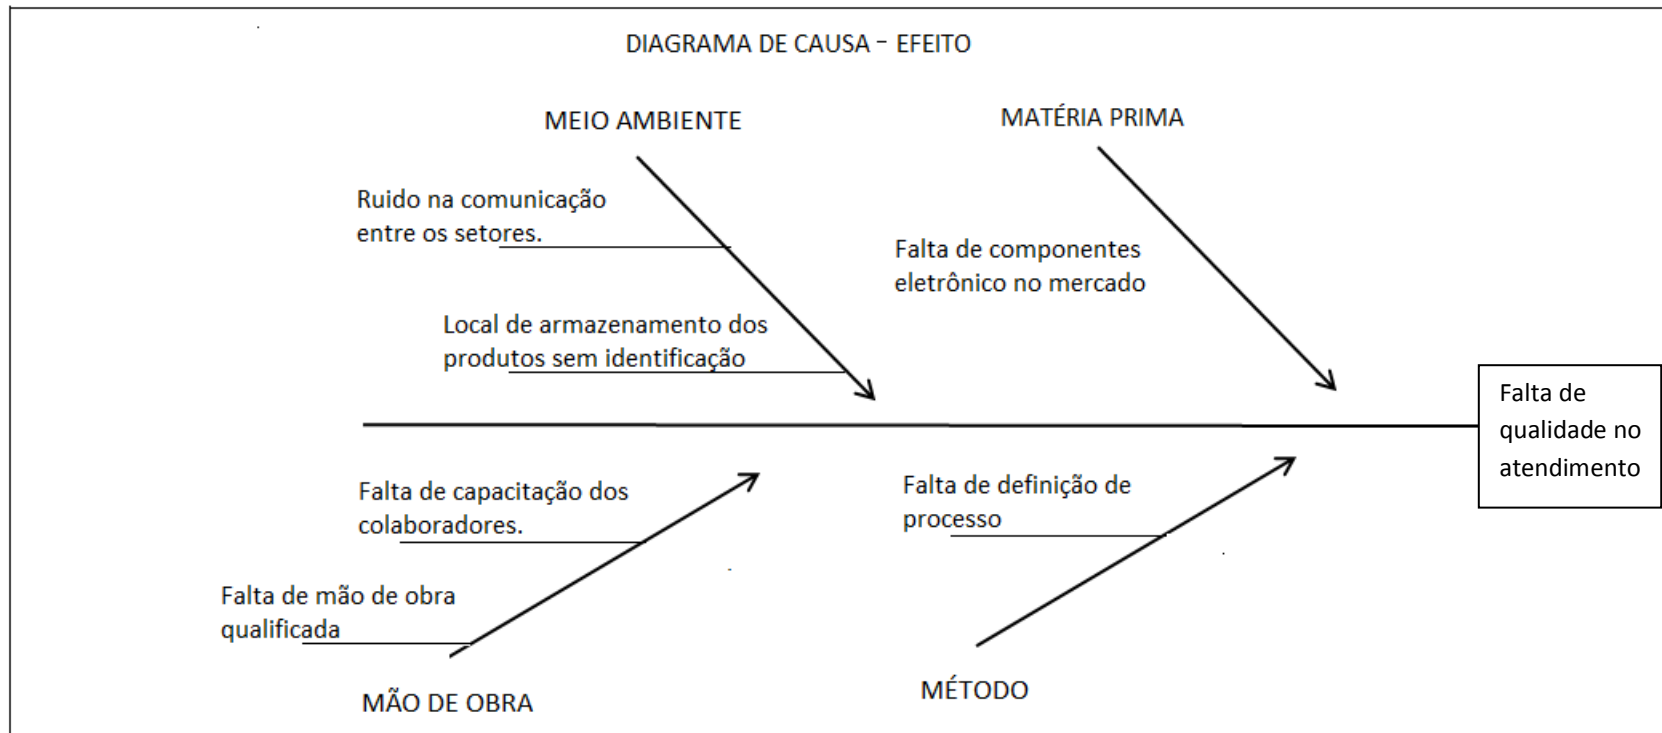 DIAGRAMA DE CAUSA - EFEITO
MEIO AMBIENTE
MATÉRIA PRIMA
Ruido na comunicação
entre os setores.
Falta de componentes
eletrônico no mercado
Local de armazenamento dos
produtos sem identificação
Falta de
qualidade no
atendimento
Falta de capacitação dos
colaboradores.
Falta de definição de
processo
Falta de mão de obra
qualificada
MÃO DE OBRA
MÉTODO